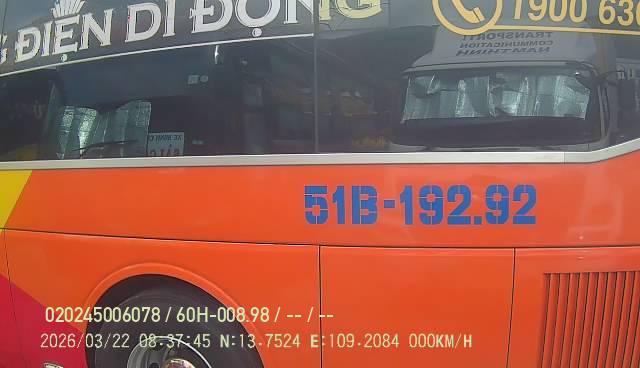 G ĐIỆN DI ĐỘNG
1900 63
TRANSPORT
COMMUNICATION
NAM THINH
51B-192.92
020245006078 / 60H-008.98 / -- / --
2026/03/22 08:37:45 N:13.7524 E:109.2084 000KM/H